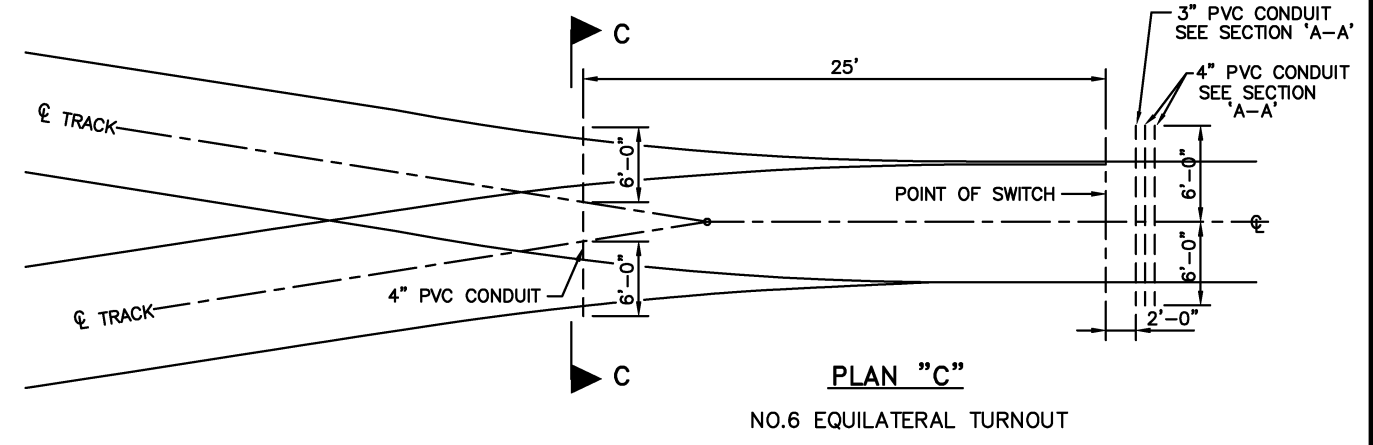 3" PVC CONDUIT
SEE SECTION 'A-A'
C
25'
4" PVC CONDUIT
SEE SECTION
'A-A'
℄ TRACK
6'-0"
6'-0"
POINT OF SWITCH
℄
6'-0"
6'-0"
4" PVC CONDUIT
℄ TRACK
2'-0"
C
PLAN "C"
NO.6 EQUILATERAL TURNOUT